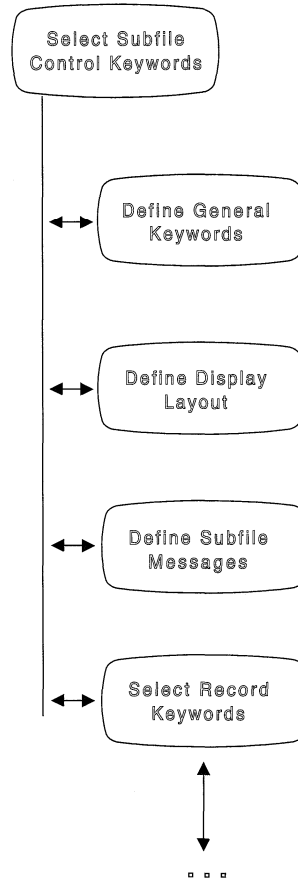 Select Subfile
Control Keywords
Define General
Keywords
Define Display
Layout
Define Subfile
Messages
Select Record
Keywords
▫ ▫ ▫